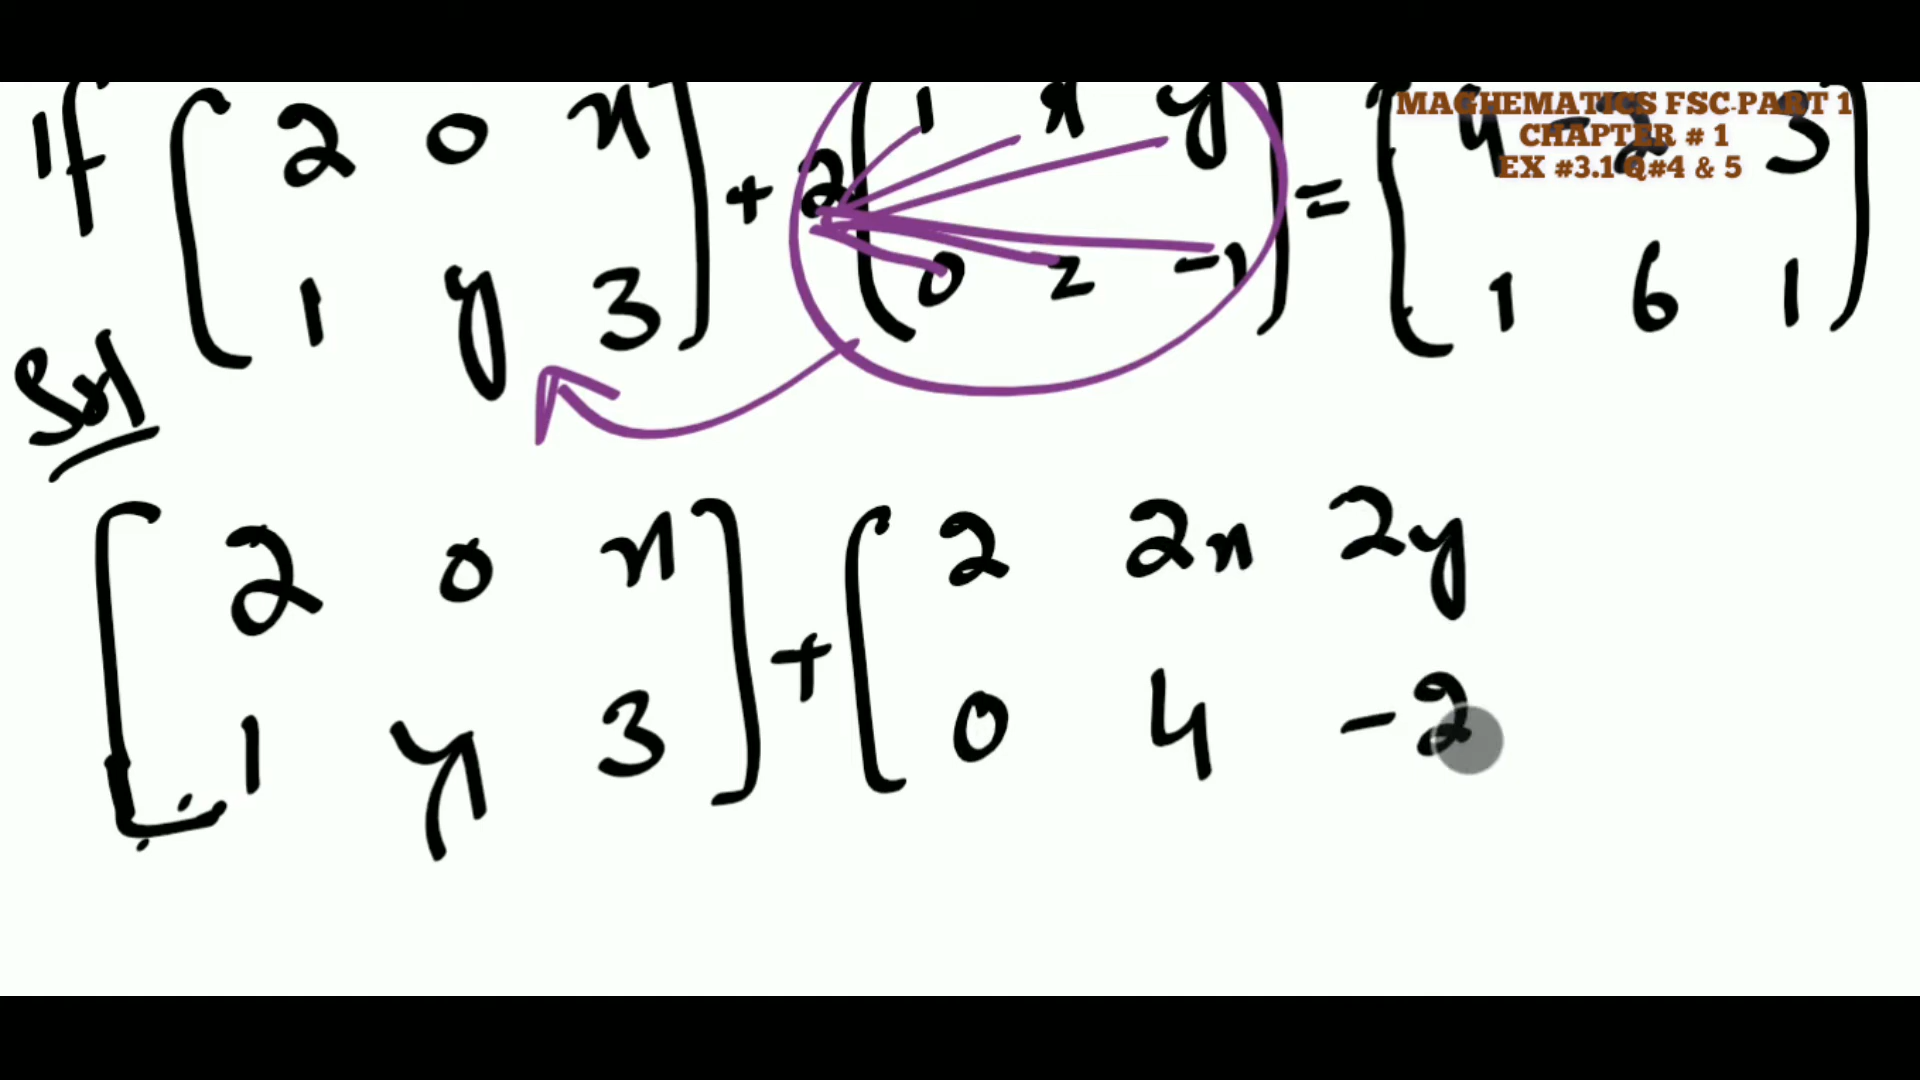 MAGHEMATICS FSC-PART 1
CHAPTER # 1
EX #3.1 Q#4 & 5
If [ 2 0 x ] + 2 [ 1 x y ] = [ 4 -2 3 ]
1 y 3 0 2 -1 1 6 1
Sol
[ 2 0 x ] + [ 2 2x 2y
1 y 3 0 4 -2